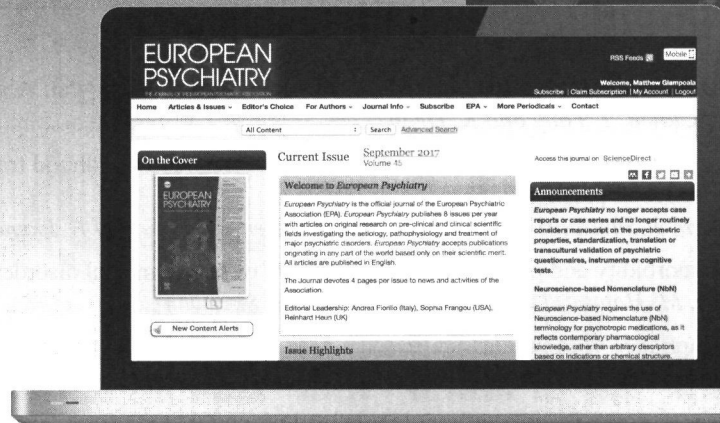 EUROPEAN
PSYCHIATRY
THE JOURNAL OF THE EUROPEAN PSYCHIATRIC ASSOCIATION
RSS Feeds
Mobile
Welcome, Matthew Giampoala
Subscribe | Claim Subscription | My Account | Logout
Home Articles & Issues Editor's Choice For Authors Journal Info Subscribe EPA More Periodicals Contact
All Content Search Advanced Search
On the Cover
EUROPEAN
PSYCHIATRY
New Content Alerts
Current Issue September 2017
Volume 45
Welcome to European Psychiatry
European Psychiatry is the official journal of the European Psychiatric
Association (EPA). European Psychiatry publishes 8 issues per year
with articles on original research on pre-clinical and clinical scientific
fields investigating the aetiology, pathophysiology and treatment of
major psychiatric disorders. European Psychiatry accepts publications
originating in any part of the world based only on their scientific merit.
All articles are published in English.
The Journal devotes 4 pages per issue to news and activities of the
Association.
Editorial Leadership: Andrea Fiorillo (Italy), Sophia Frangou (USA),
Reinhard Heun (UK)
Issue Highlights
Access this journal on ScienceDirect
Announcements
European Psychiatry no longer accepts case
reports or case series and no longer routinely
considers manuscript on the psychometric
properties, standardization, translation or
transcultural validation of psychiatric
questionnaires, instruments or cognitive
tests.
Neuroscience-based Nomenclature (NbN)
European Psychiatry requires the use of
Neuroscience-based Nomenclature (NbN)
terminology for psychotropic medications, as it
reflects contemporary pharmacological
knowledge, rather than arbitrary descriptors
based on indications or chemical structure.